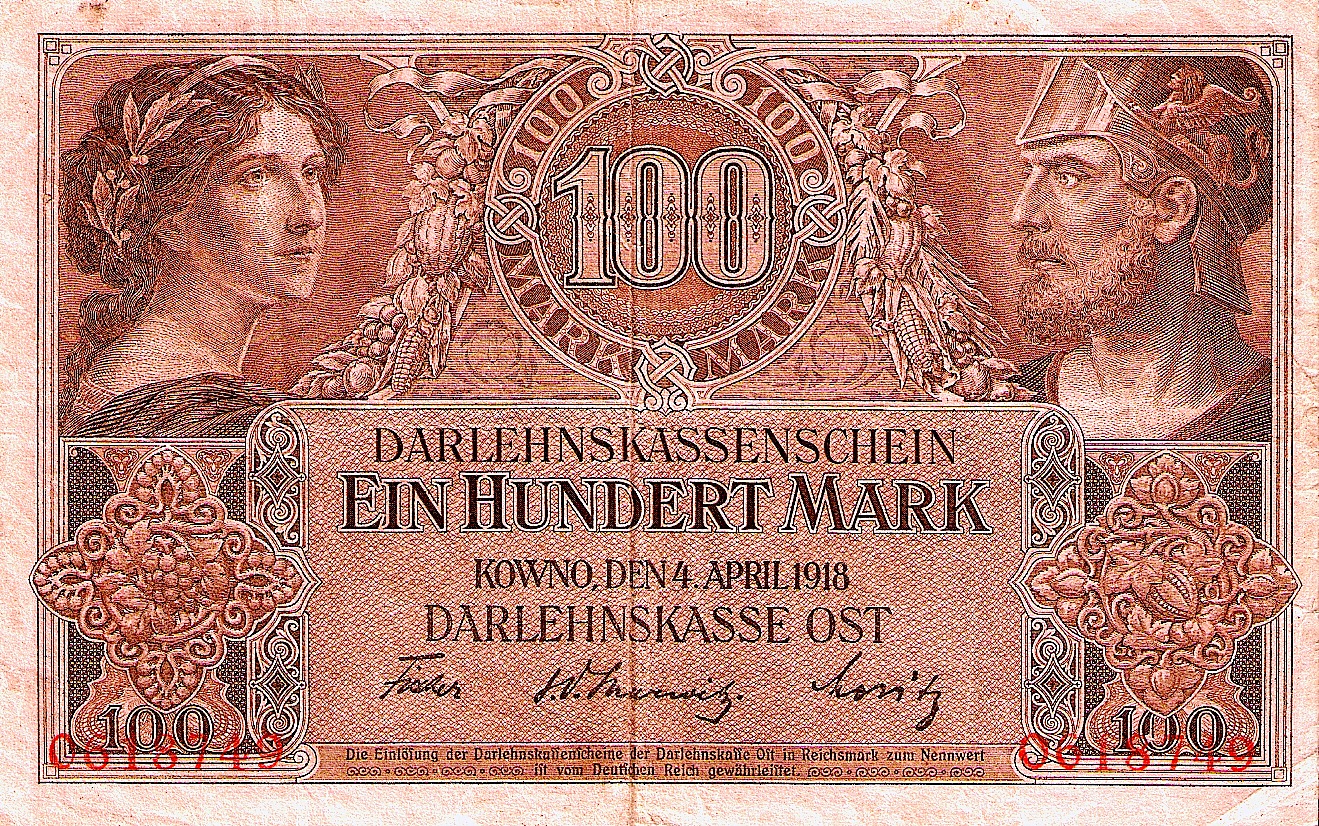 100 100
100
MARK MARK
DARLEHNSKASSENSCHEIN
EIN HUNDERT MARK
KOWNO, DEN 4. APRIL 1918
DARLEHNSKASSE OST
Fischer
100 100
0618749 0618749
Die Einlösung der Darlehnskassenscheine der Darlehnskasse Ost in Reichsmark zum Nennwert
ist vom Deutschen Reich gewährleistet.